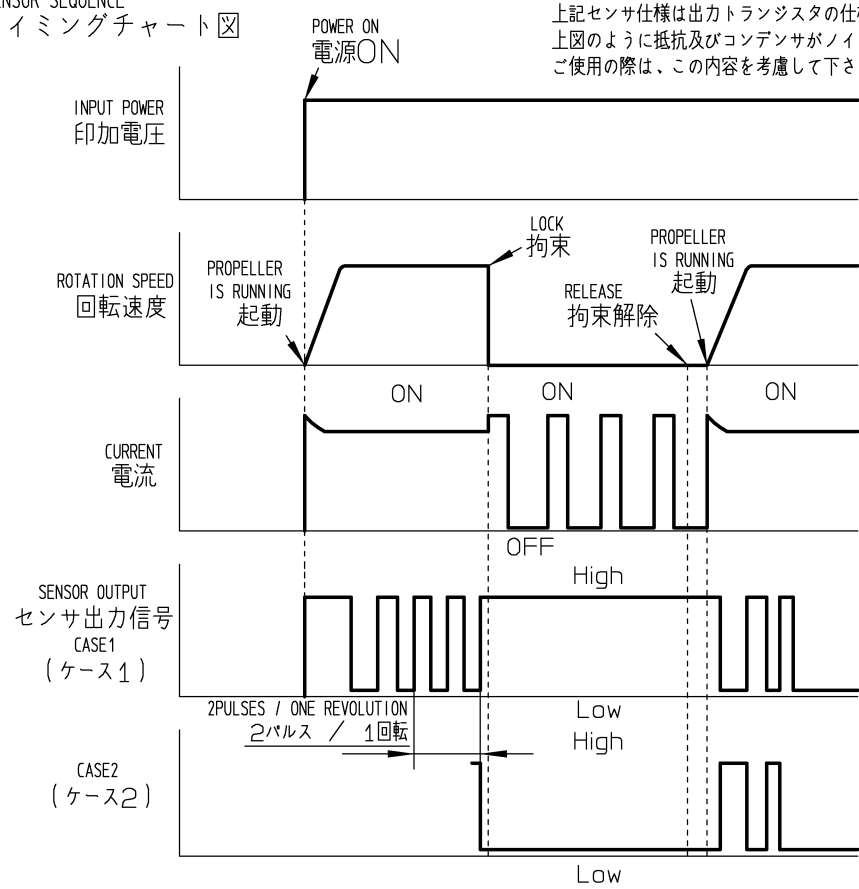 SENSOR SEQUENCE
イミングチャート図
上記センサ仕様は出力トランジスタの仕
上図のように抵抗及びコンデンサがノイ
ご使用の際は、この内容を考慮して下さ
POWER ON
電源ON
INPUT POWER
印加電圧
ROTATION SPEED
回転速度
PROPELLER
IS RUNNING
起動
LOCK
拘束
RELEASE
拘束解除
PROPELLER
IS RUNNING
起動
ON
ON
ON
CURRENT
電流
OFF
SENSOR OUTPUT
センサ出力信号
CASE1
(ケース1)
High
Low
2PULSES / ONE REVOLUTION
2パルス / 1回転
High
CASE2
(ケース2)
Low